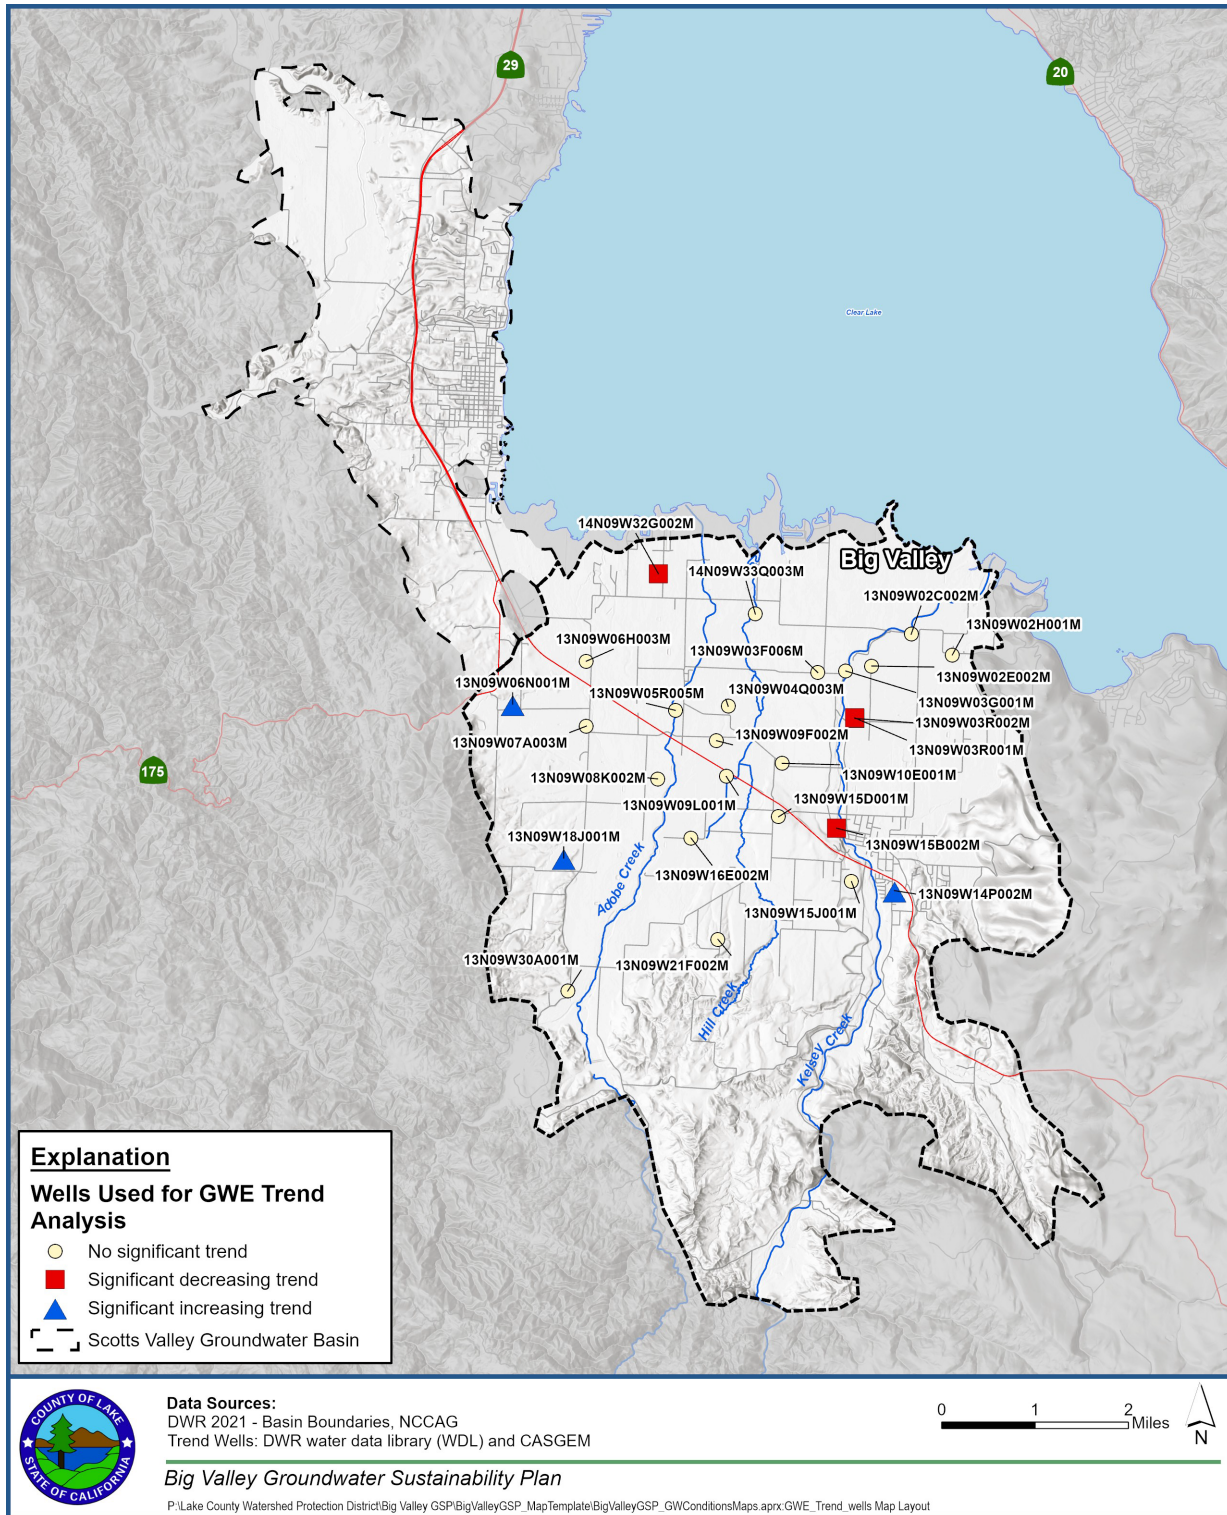 29
20
Clear Lake
14N09W32G002M
Big Valley
14N09W33Q003M
13N09W02C002M
13N09W02H001M
13N09W06H003M
13N09W03F006M
13N09W02E002M
13N09W06N001M
13N09W05R005M
13N09W04Q003M
13N09W03G001M
13N09W03R002M
13N09W07A003M
13N09W09F002M
13N09W03R001M
175
13N09W08K002M
13N09W10E001M
13N09W09L001M
13N09W15D001M
13N09W18J001M
13N09W15B002M
13N09W16E002M
Adobe Creek
13N09W14P002M
13N09W15J001M
13N09W30A001M
13N09W21F002M
Hill Creek
Kelsey Creek
Explanation
Wells Used for GWE Trend
Analysis
No significant trend
Significant decreasing trend
Significant increasing trend
Scotts Valley Groundwater Basin
COUNTY OF LAKE
STATE OF CALIFORNIA
Data Sources:
DWR 2021 - Basin Boundaries, NCCAG
Trend Wells: DWR water data library (WDL) and CASGEM
0 1 2 Miles
N
Big Valley Groundwater Sustainability Plan
P:\Lake County Watershed Protection District\Big Valley GSP\BigValleyGSP_MapTemplate\BigValleyGSP_GWConditionsMaps.aprx:GWE_Trend_wells Map Layout